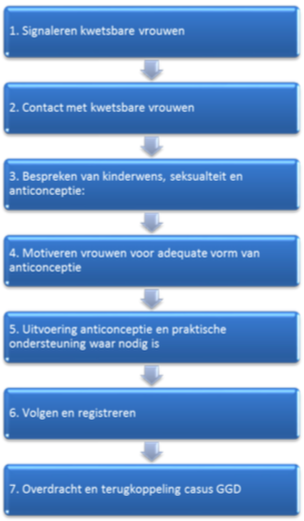 1. Signaleren kwetsbare vrouwen
2. Contact met kwetsbare vrouwen
3. Bespreken van kinderwens, seksualteit en
anticonceptie:
4. Motiveren vrouwen voor adequate vorm van
anticonceptie
5. Uitvoering anticonceptie en praktische
ondersteuning waar nodig is
6. Volgen en registreren
7. Overdracht en terugkoppeling casus GGD